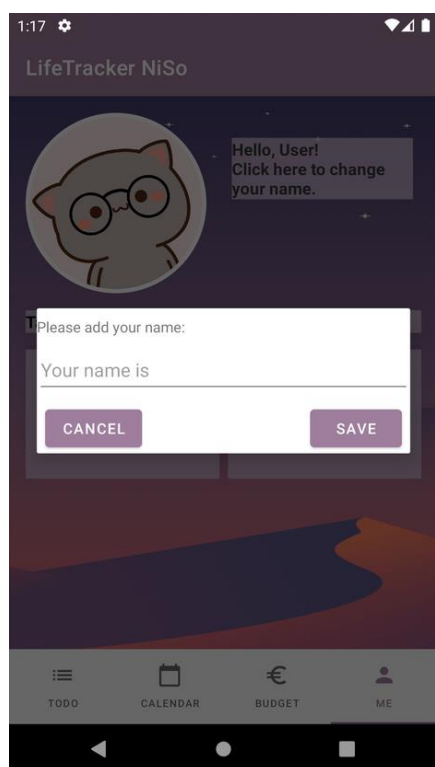 1:17
LifeTracker NiSo
Hello, User!
Click here to change
your name.
Please add your name:
Your name is
CANCEL
SAVE
TODO
CALENDAR
BUDGET
ME